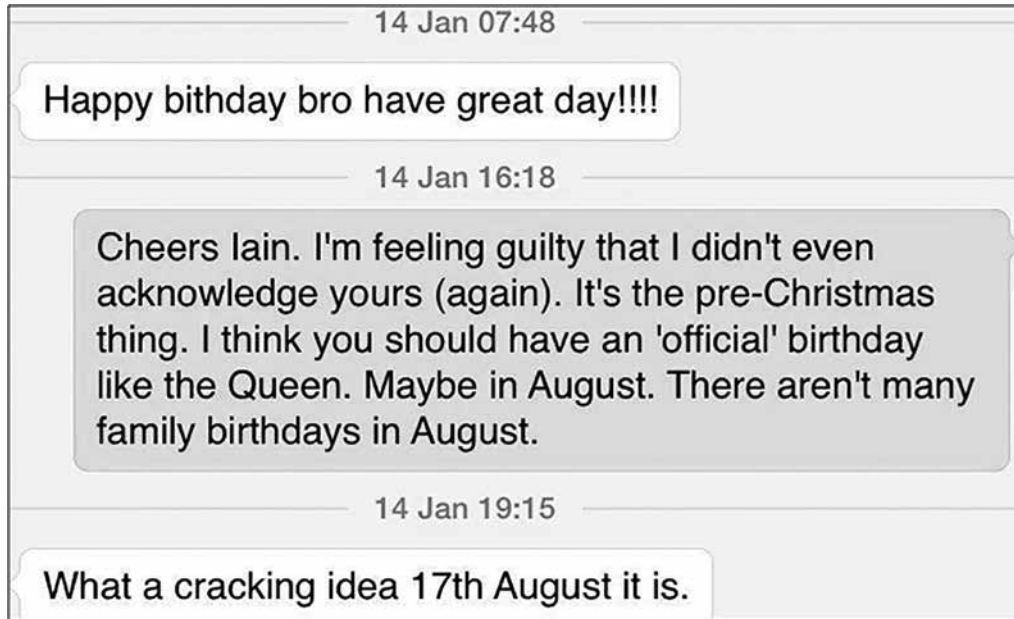 14 Jan 07:48
Happy bithday bro have great day!!!!
14 Jan 16:18
Cheers Iain. I'm feeling guilty that I didn't even
acknowledge yours (again). It's the pre-Christmas
thing. I think you should have an 'official' birthday
like the Queen. Maybe in August. There aren't many
family birthdays in August.
14 Jan 19:15
What a cracking idea 17th August it is.